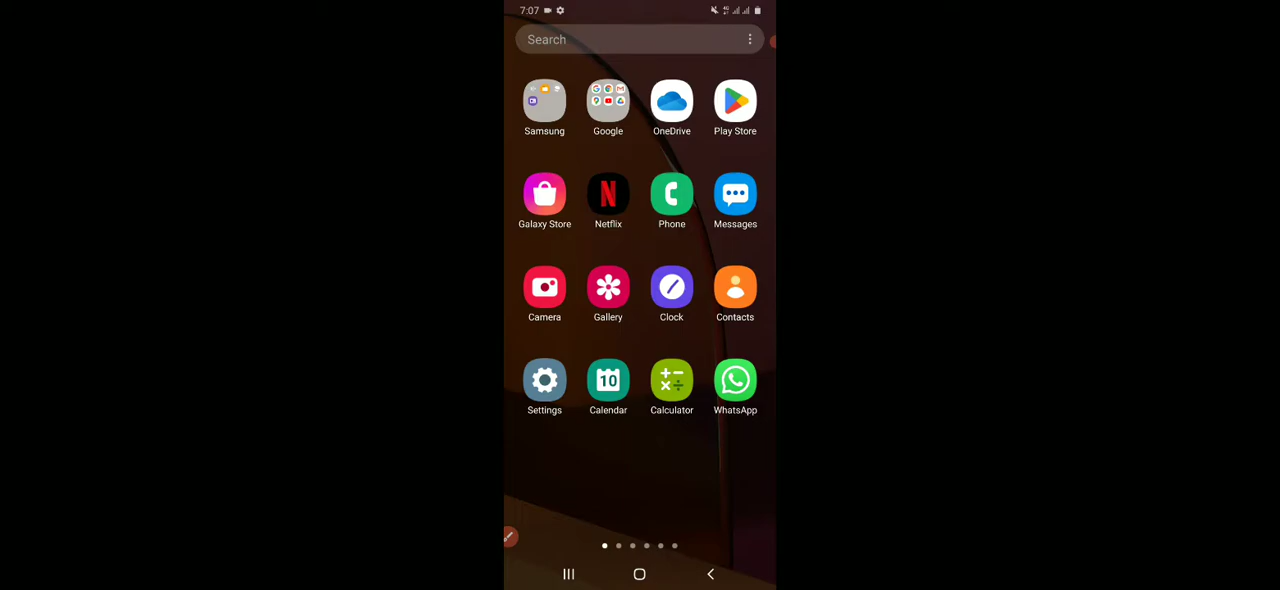 7:07
Search
Samsung Google OneDrive Play Store
Galaxy Store Netflix Phone Messages
Camera Gallery Clock Contacts
10
Settings Calendar Calculator WhatsApp